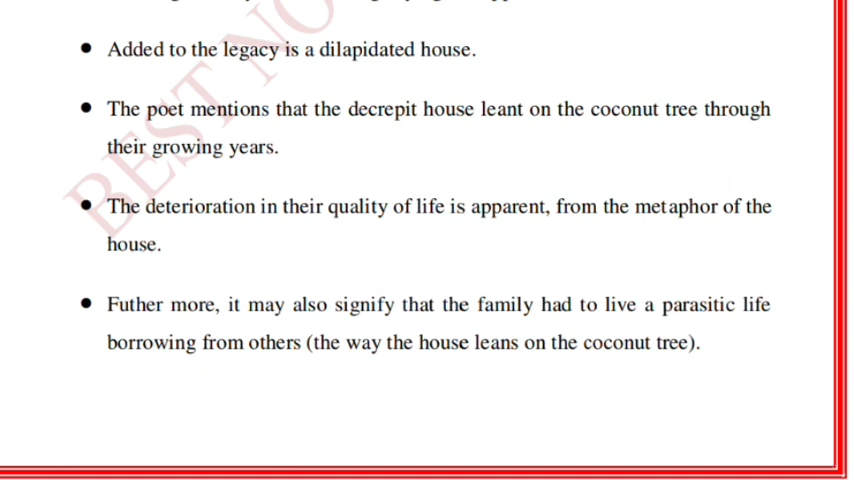 Added to the legacy is a dilapidated house.
The poet mentions that the decrepit house leant on the coconut tree through
their growing years.
The deterioration in their quality of life is apparent, from the metaphor of the
house.
Futher more, it may also signify that the family had to live a parasitic life
borrowing from others (the way the house leans on the coconut tree).
BEST NO